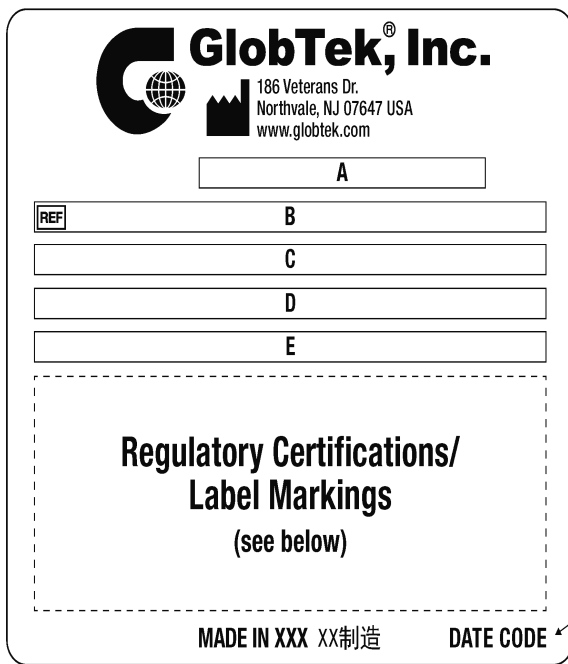 GlobTek,® Inc.
186 Veterans Dr.
Northvale, NJ 07647 USA
www.globtek.com
A
REF B
C
D
E
Regulatory Certifications/
Label Markings
(see below)
MADE IN XXX XX制造 DATE CODE